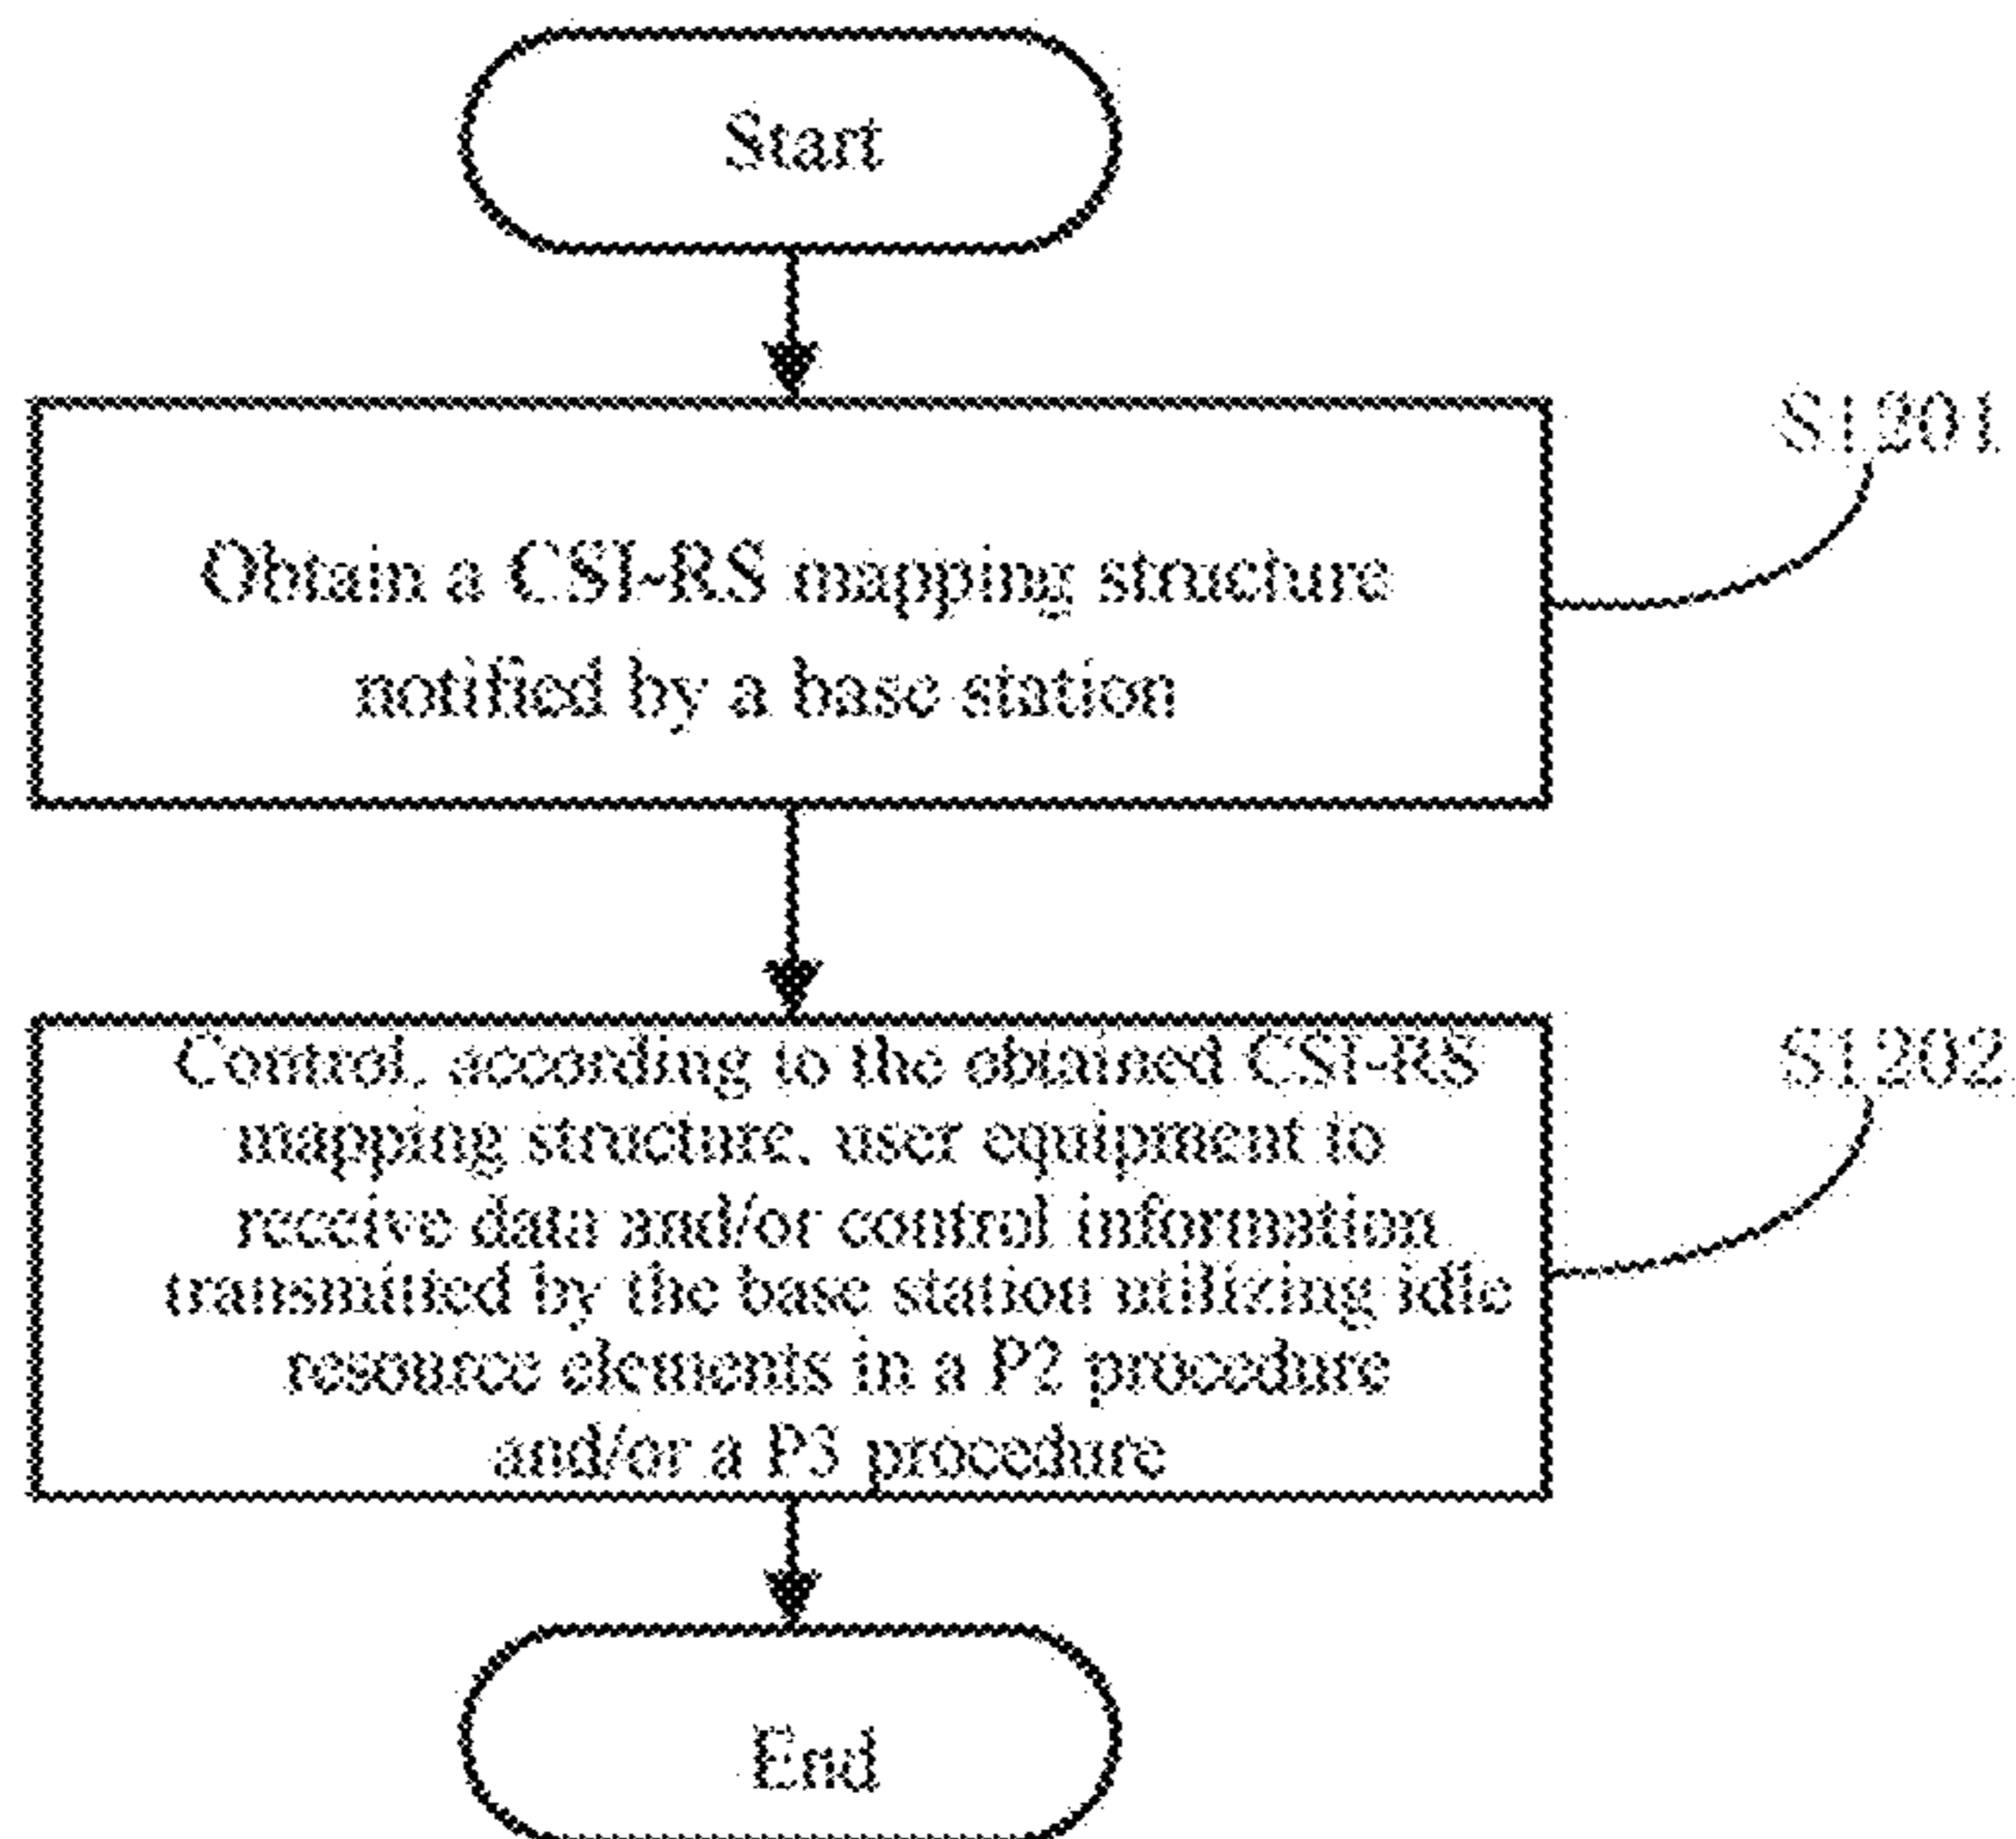 Start
S1201
Obtain a CSI-RS mapping structure
notified by a base station
S1202
Control, according to the obtained CSI-RS
mapping structure, user equipment to
receive data and/or control information
transmitted by the base station utilizing idle
resource elements in a P2 procedure
and/or a P3 procedure
End